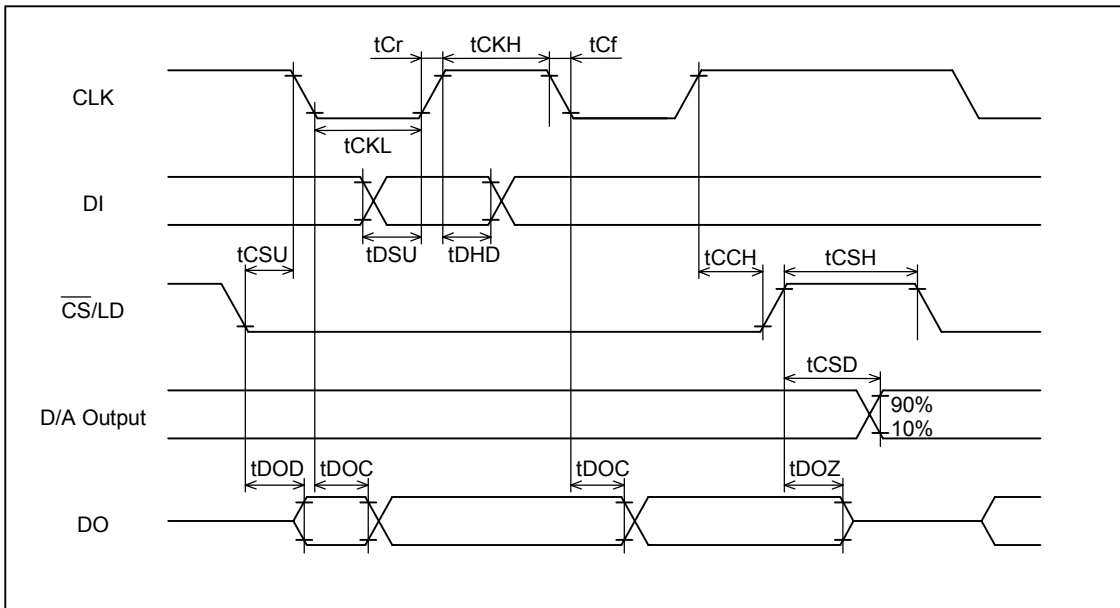 tCr tCKH tCf
CLK
tCKL
DI
tDSU tDHD
tCSU tCCH tCSH
CS/LD
tCSD
D/A Output
90%
10%
tDOD tDOC tDOC tDOZ
DO